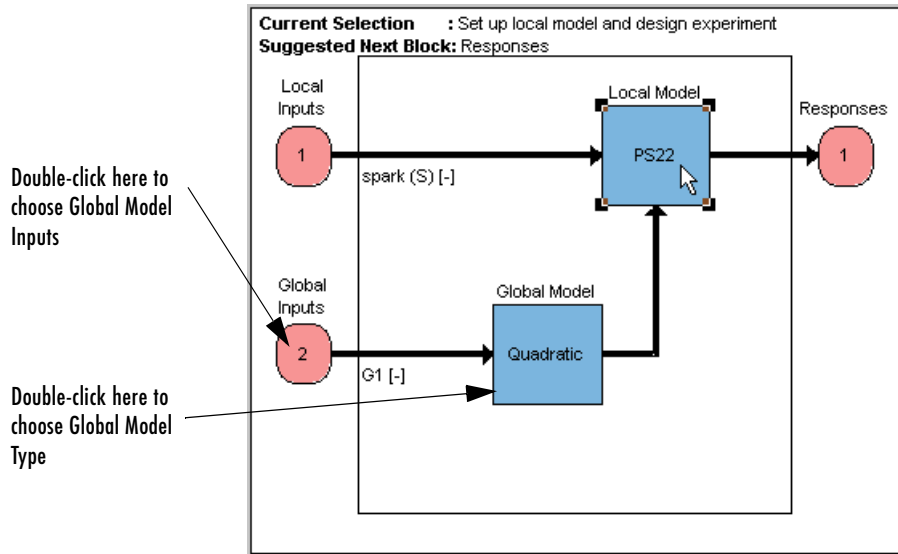 Current Selection : Set up local model and design experiment
Suggested Next Block: Responses
Local
Inputs
Local Model
Responses
1
PS22
1
spark (S) [-]
Double-click here to
choose Global Model
Inputs
Global
Inputs
Global Model
2
Quadratic
G1 [-]
Double-click here to
choose Global Model
Type